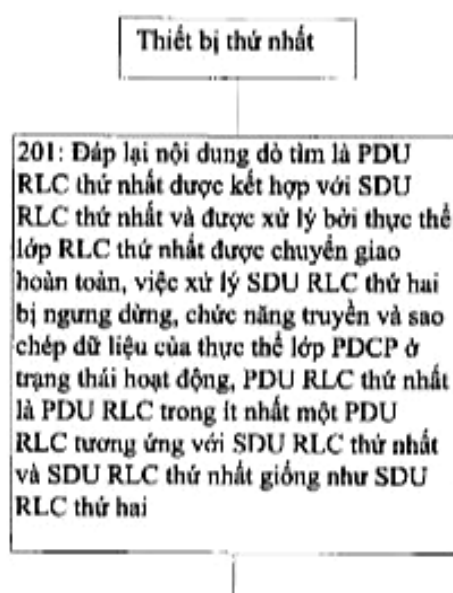 Thiết bị thứ nhất
201: Đáp lại nội dung dò tìm là PDU
RLC thứ nhất được kết hợp với SDU
RLC thứ nhất và được xử lý bởi thực thể
lớp RLC thứ nhất được chuyển giao
hoàn toàn, việc xử lý SDU RLC thứ hai
bị ngưng dừng, chức năng truyền và sao
chép dữ liệu của thực thể lớp PDCP ở
trạng thái hoạt động, PDU RLC thứ nhất
là PDU RLC trong ít nhất một PDU
RLC tương ứng với SDU RLC thứ nhất
và SDU RLC thứ nhất giống như SDU
RLC thứ hai